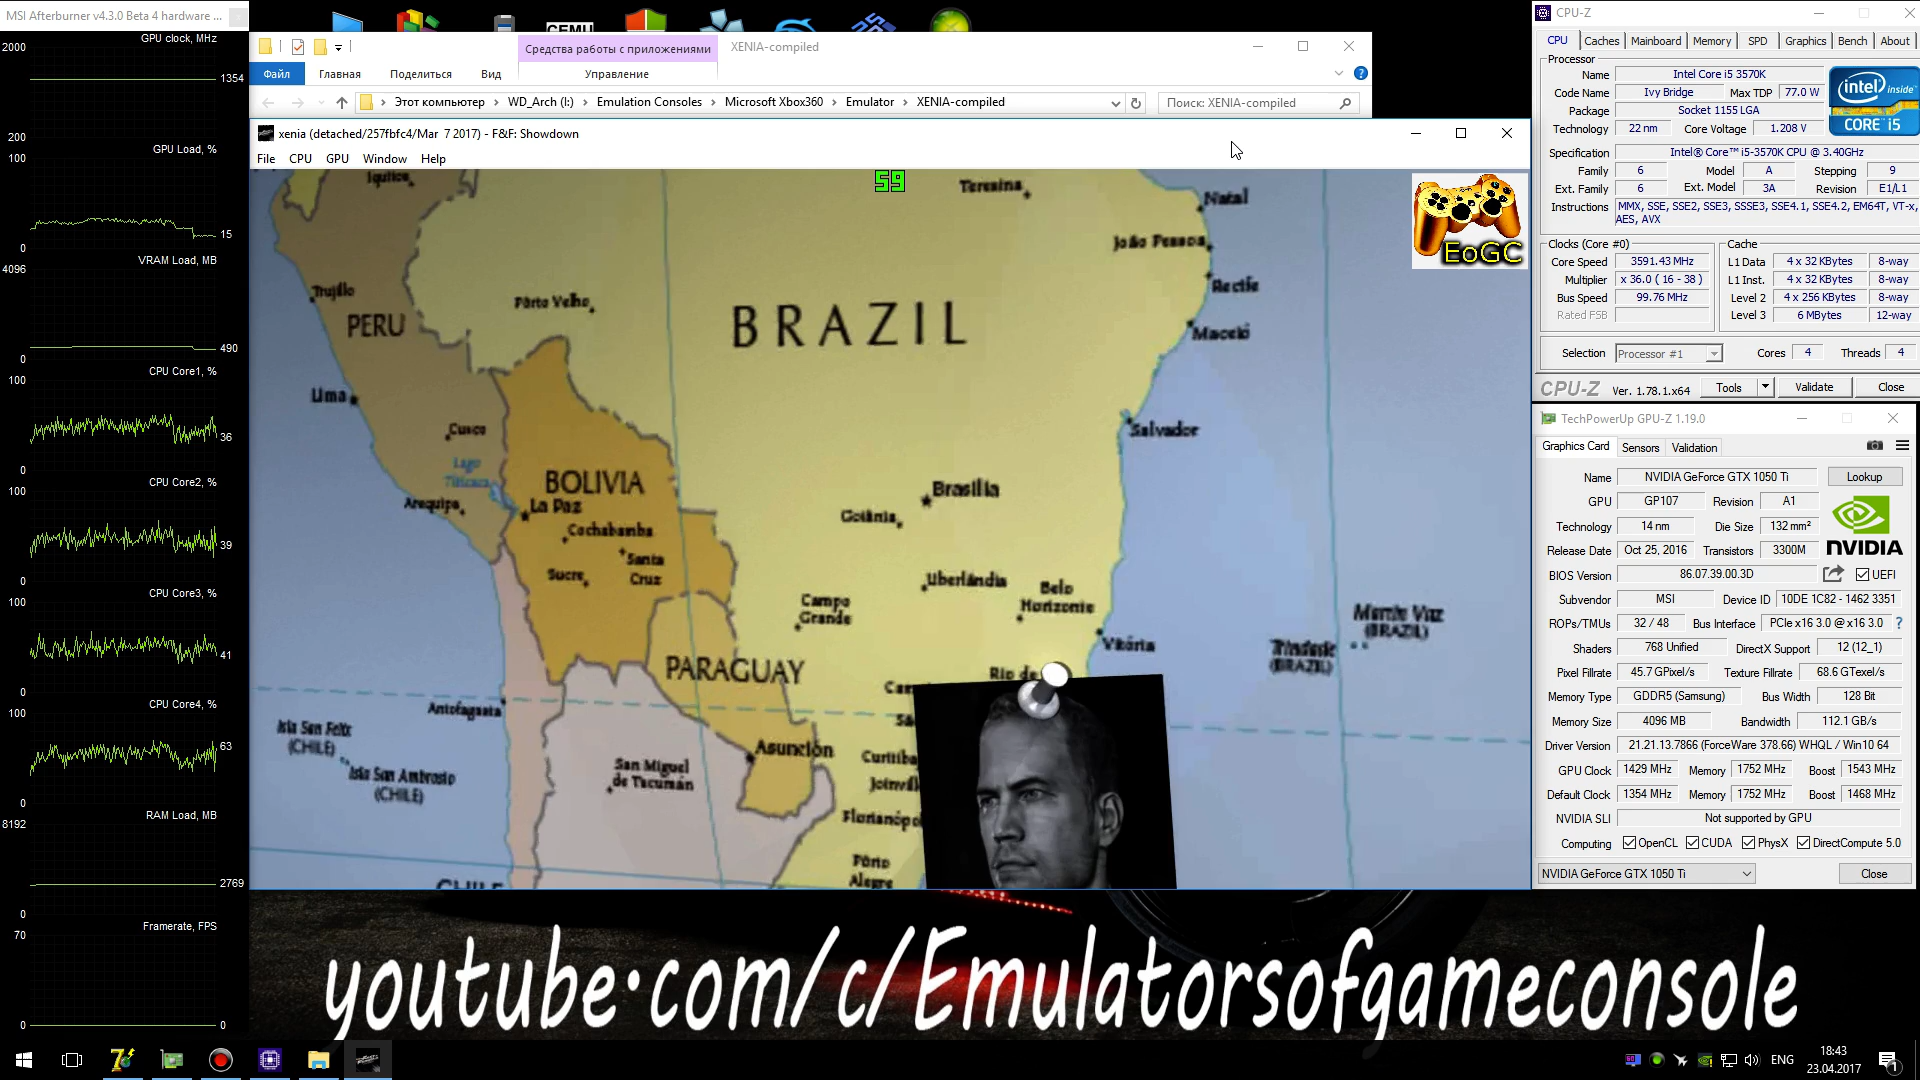 MSI Afterburner v4.3.0 Beta 4 hardware ...
GPU clock, MHz
2000
1354
200
GPU Load, %
100
15
0
VRAM Load, MB
4096
490
0
CPU Core1, %
100
36
0
CPU Core2, %
100
39
0
CPU Core3, %
100
41
0
CPU Core4, %
100
63
0
RAM Load, MB
8192
2769
0
Framerate, FPS
70
0
0
Средства работы с приложениями
XENIA-compiled
Файл
Главная
Поделиться
Вид
Управление
Этот компьютер > WD_Arch (I:) > Emulation Consoles > Microsoft Xbox360 > Emulator > XENIA-compiled
Поиск: XENIA-compiled
xenia (detached/257fbfc4/Mar 7 2017) - F&F: Showdown
File CPU GPU Window Help
59
EoGC
Iquitos
Teresina
Natal
João Pessoa
Recife
Maceió
Trujillo
Pôrto Velho
PERU
BRAZIL
Lima
Cusco
Lago
Titicaca
Arequipa
BOLIVIA
La Paz
Cochabamba
Santa
Cruz
Sucre
Salvador
Brasília
Goiânia
Uberlândia
Belo
Horizonte
Campo
Grande
Vitória
Martin Vaz
(BRAZIL)
Trindade
(BRAZIL)
PARAGUAY
Rio de
Antofagasta
Isla San Félix
(CHILE)
Isla San Ambrosio
(CHILE)
Asunción
San Miguel
de Tucumán
Curitiba
Joinvil
Florianópo
Pôrto
Alegre
CHILE
youtube.com/c/Emulatorsofgameconsole
CPU-Z
CPU Caches Mainboard Memory SPD Graphics Bench About
Processor
Name Intel Core i5 3570K
Code Name Ivy Bridge Max TDP 77.0 W
Package Socket 1155 LGA
Technology 22 nm Core Voltage 1.208 V
intel inside
CORE i5
Specification Intel® Core™ i5-3570K CPU @ 3.40GHz
Family 6 Model A Stepping 9
Ext. Family 6 Ext. Model 3A Revision E1/L1
Instructions MMX, SSE, SSE2, SSE3, SSSE3, SSE4.1, SSE4.2, EM64T, VT-x,
AES, AVX
Clocks (Core #0)
Core Speed 3591.43 MHz
Multiplier x 36.0 ( 16 - 38 )
Bus Speed 99.76 MHz
Rated FSB
Cache
L1 Data 4 x 32 KBytes 8-way
L1 Inst. 4 x 32 KBytes 8-way
Level 2 4 x 256 KBytes 8-way
Level 3 6 MBytes 12-way
Selection Processor #1 Cores 4 Threads 4
CPU-Z Ver. 1.78.1.x64 Tools Validate Close
TechPowerUp GPU-Z 1.19.0
Graphics Card Sensors Validation
Name NVIDIA GeForce GTX 1050 Ti Lookup
GPU GP107 Revision A1
Technology 14 nm Die Size 132 mm²
Release Date Oct 25, 2016 Transistors 3300M
NVIDIA
BIOS Version 86.07.39.00.3D UEFI
Subvendor MSI Device ID 10DE 1C82 - 1462 3351
ROPs/TMUs 32 / 48 Bus Interface PCIe x16 3.0 @ x16 3.0 ?
Shaders 768 Unified DirectX Support 12 (12_1)
Pixel Fillrate 45.7 GPixel/s Texture Fillrate 68.6 GTexel/s
Memory Type GDDR5 (Samsung) Bus Width 128 Bit
Memory Size 4096 MB Bandwidth 112.1 GB/s
Driver Version 21.21.13.7866 (ForceWare 378.66) WHQL / Win10 64
GPU Clock 1429 MHz Memory 1752 MHz Boost 1543 MHz
Default Clock 1354 MHz Memory 1752 MHz Boost 1468 MHz
NVIDIA SLI Not supported by GPU
Computing OpenCL CUDA PhysX DirectCompute 5.0
NVIDIA GeForce GTX 1050 Ti Close
ENG
18:43
23.04.2017
1